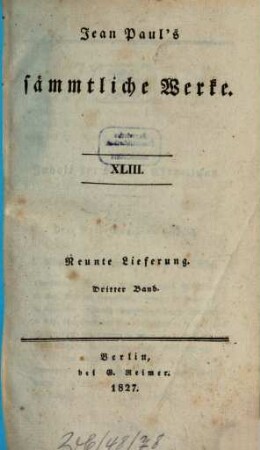 Jean Paul's
sämmtliche Werke.
XLIII.
Neunte Lieferung.
Dritter Band.
Berlin,
bei G. Reimer.
1827.